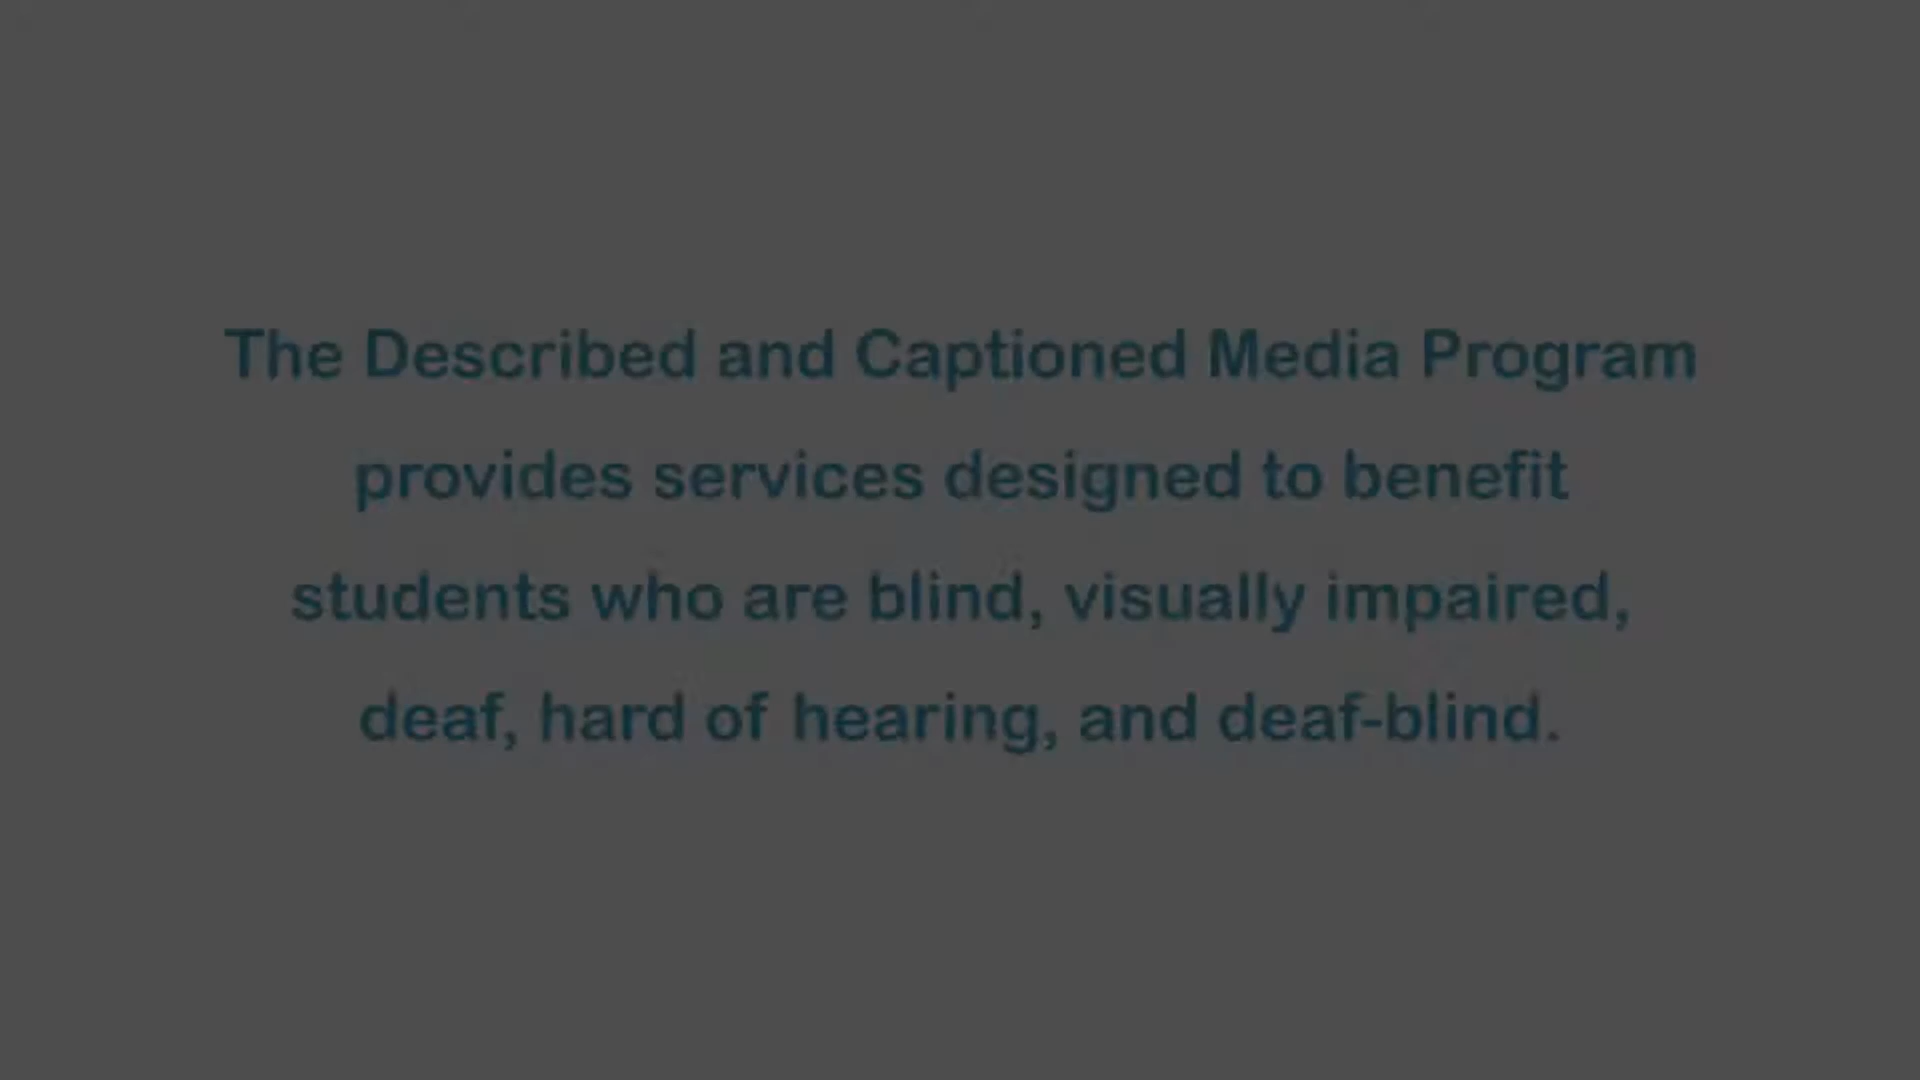 The Described and Captioned Media Program
provides services designed to benefit
students who are blind, visually impaired,
deaf, hard of hearing, and deaf-blind.